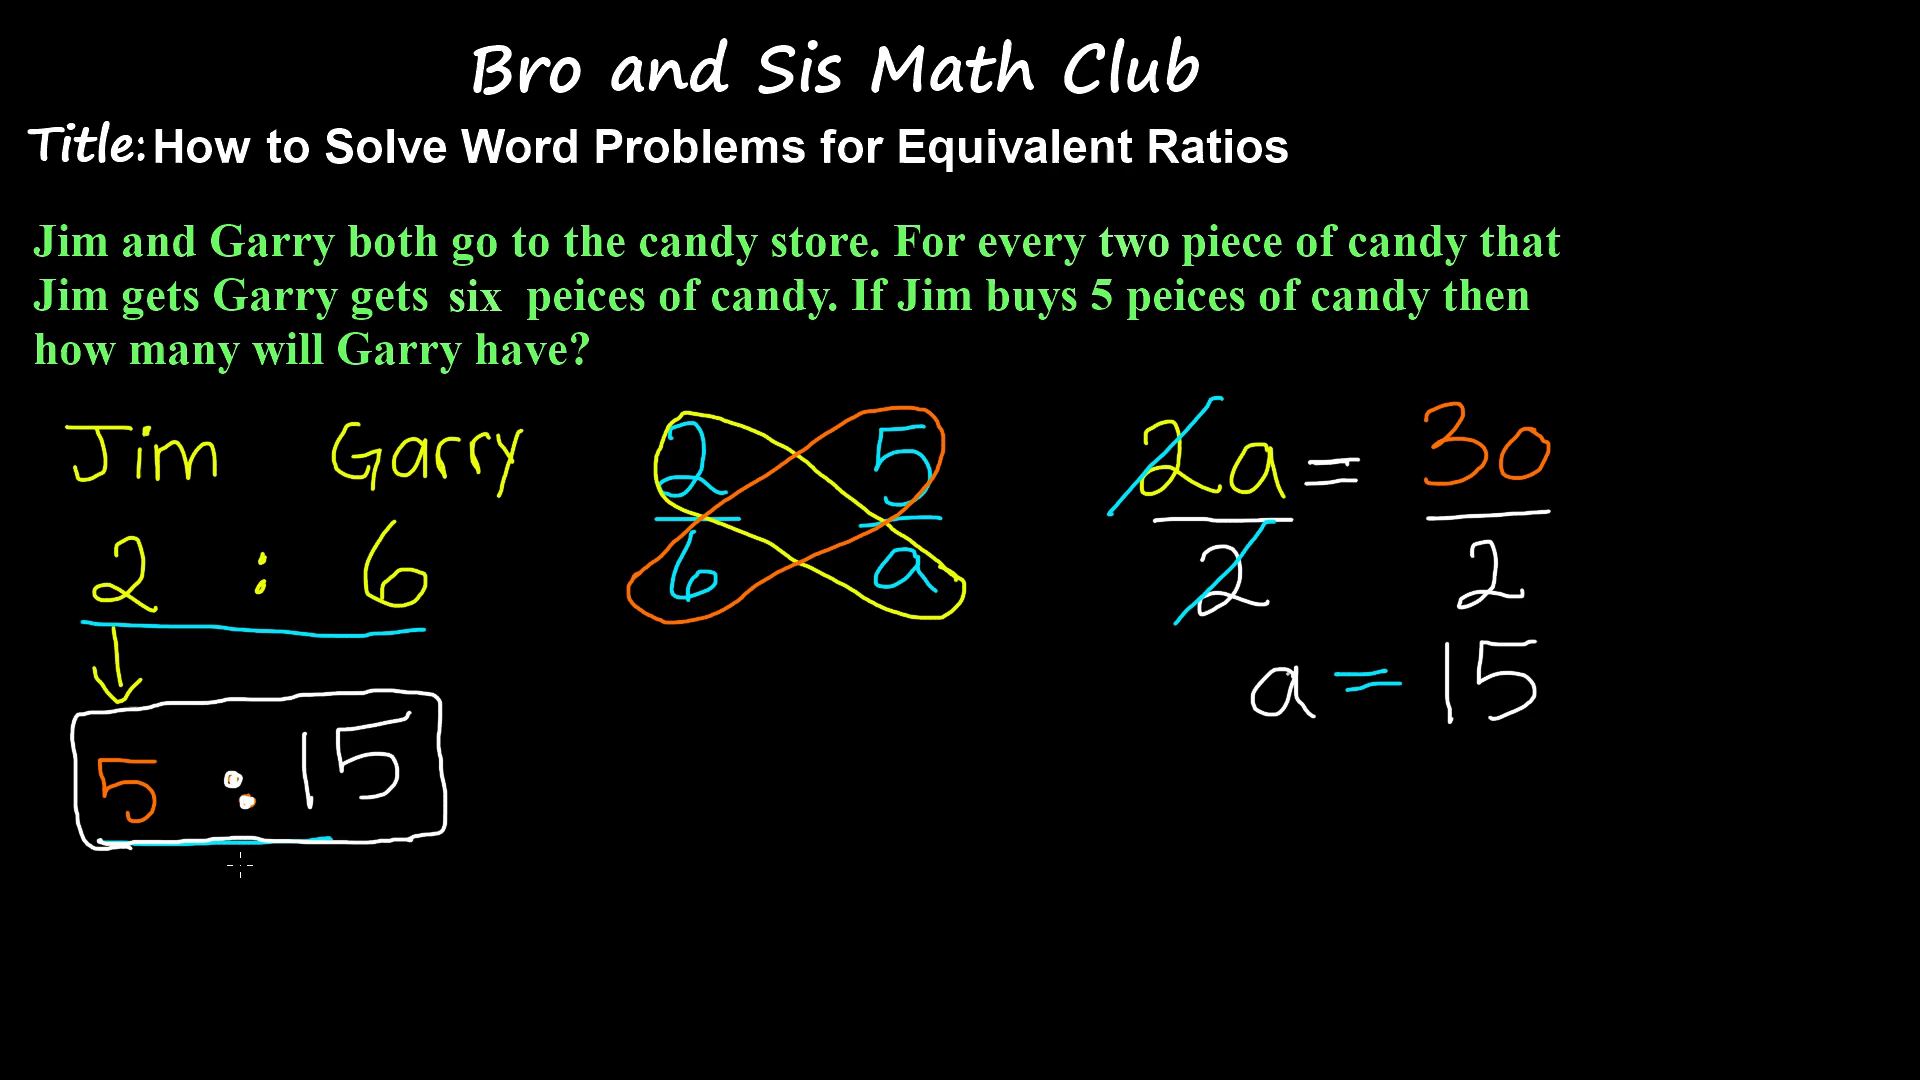 Bro and Sis Math Club
Title: How to Solve Word Problems for Equivalent Ratios
Jim and Garry both go to the candy store. For every two piece of candy that
Jim gets Garry gets six peices of candy. If Jim buys 5 peices of candy then
how many will Garry have?
Jim Garry
2 : 6
5 : 15
2 5
6 a
2a = 30
2 2
a = 15